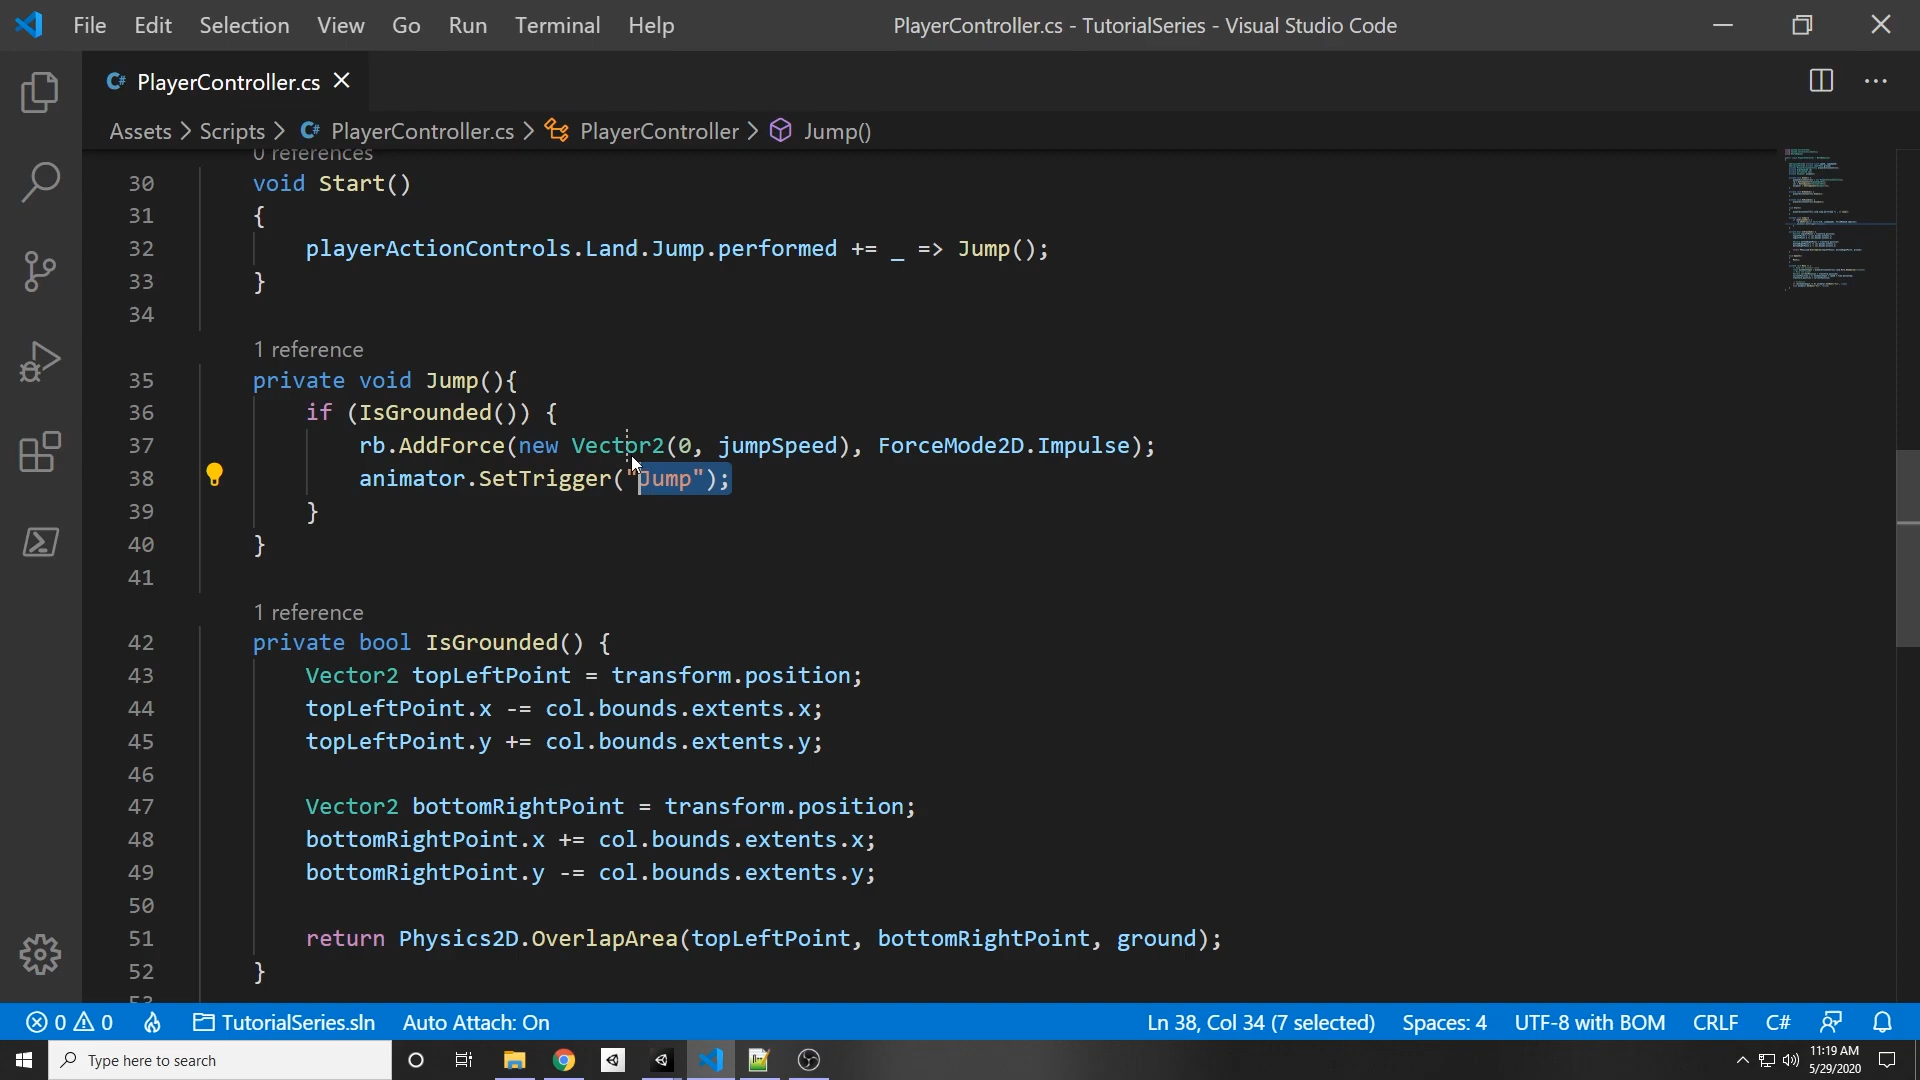 File Edit Selection View Go Run Terminal Help PlayerController.cs - TutorialSeries - Visual Studio Code
PlayerController.cs
Assets > Scripts > PlayerController.cs > PlayerController > Jump()
0 references
30 void Start()
31 {
32 playerActionControls.Land.Jump.performed += _ => Jump();
33 }
34
1 reference
35 private void Jump(){
36 if (IsGrounded()) {
37 rb.AddForce(new Vector2(0, jumpSpeed), ForceMode2D.Impulse);
38 animator.SetTrigger("Jump");
39 }
40 }
41
1 reference
42 private bool IsGrounded() {
43 Vector2 topLeftPoint = transform.position;
44 topLeftPoint.x -= col.bounds.extents.x;
45 topLeftPoint.y += col.bounds.extents.y;
46
47 Vector2 bottomRightPoint = transform.position;
48 bottomRightPoint.x += col.bounds.extents.x;
49 bottomRightPoint.y -= col.bounds.extents.y;
50
51 return Physics2D.OverlapArea(topLeftPoint, bottomRightPoint, ground);
52 }
53
0 0 TutorialSeries.sln Auto Attach: On Ln 38, Col 34 (7 selected) Spaces: 4 UTF-8 with BOM CRLF C#
Type here to search
11:19 AM
5/29/2020